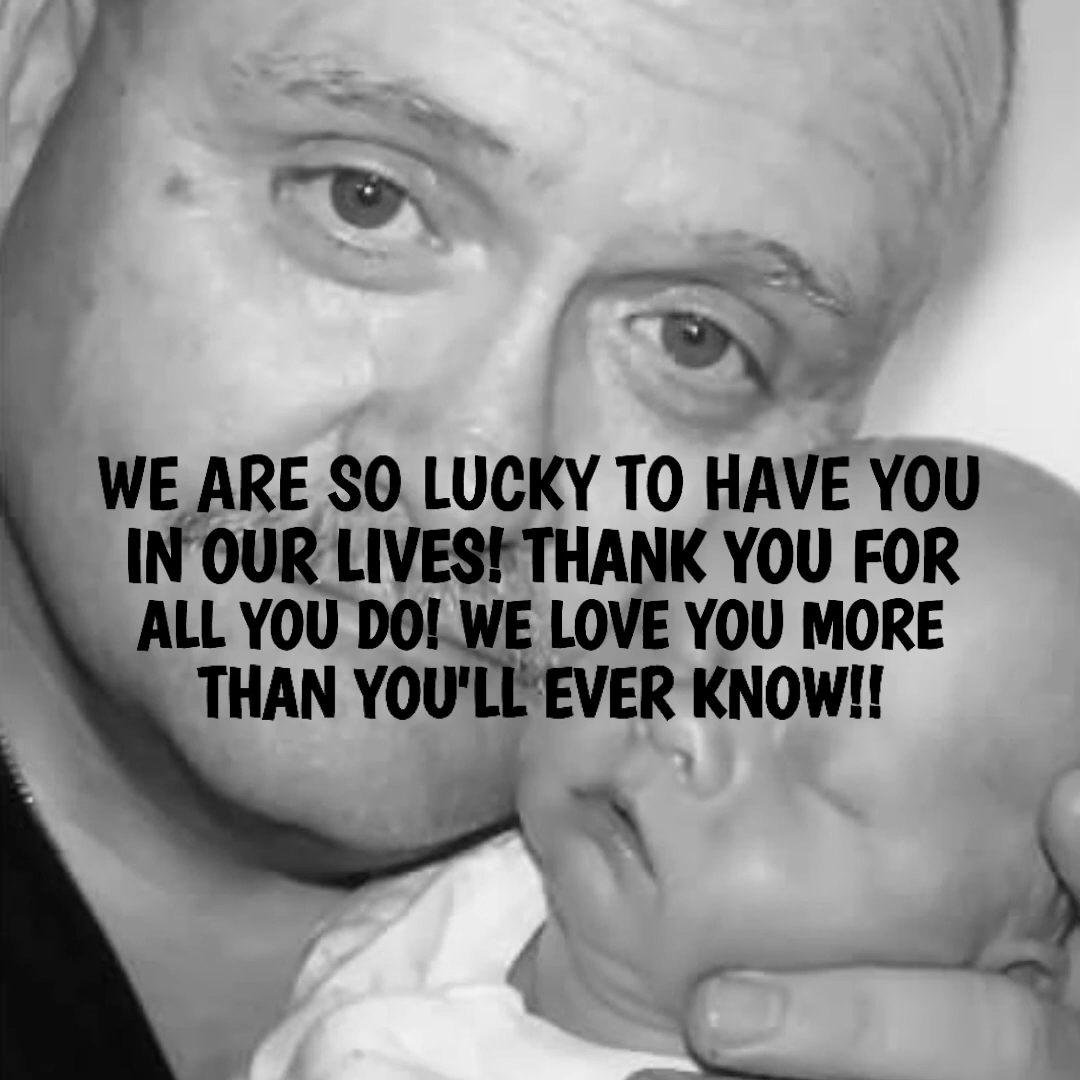 WE ARE SO LUCKY TO HAVE YOU
IN OUR LIVES! THANK YOU FOR
ALL YOU DO! WE LOVE YOU MORE
THAN YOU'LL EVER KNOW!!